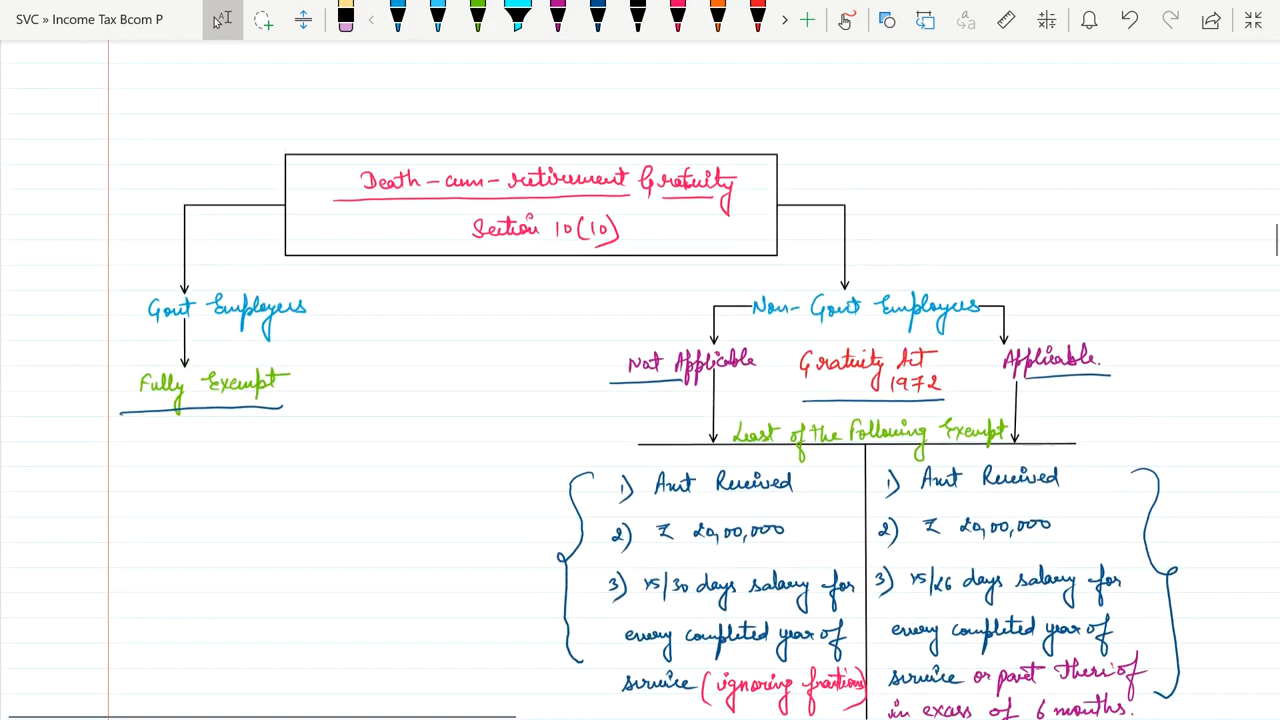 SVC » Income Tax Bcom P
Death-cum-retirement Gratuity
Section 10(10)
Govt Employees
Fully Exempt
Non-Govt Employees
Not Applicable
Gratuity Act
1972
Applicable.
Least of the Following Exempt
1) Amt Received
2) ₹ 20,00,000
3) 15/30 days salary for
every completed year of
service (ignoring fractions)
1) Amt Received
2) ₹ 20,00,000
3) 15/26 days salary for
every completed year of
service or part there of
in excess of 6 months.